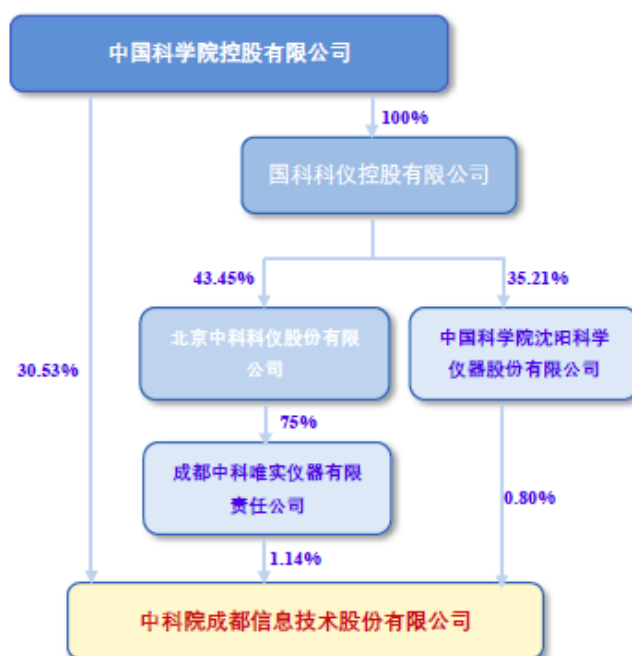 中国科学院控股有限公司
100%
国科科仪控股有限公司
43.45%
35.21%
北京中科科仪股份有限
公司
中国科学院沈阳科学
仪器股份有限公司
30.53%
75%
成都中科唯实仪器有限
责任公司
0.80%
1.14%
中科院成都信息技术股份有限公司